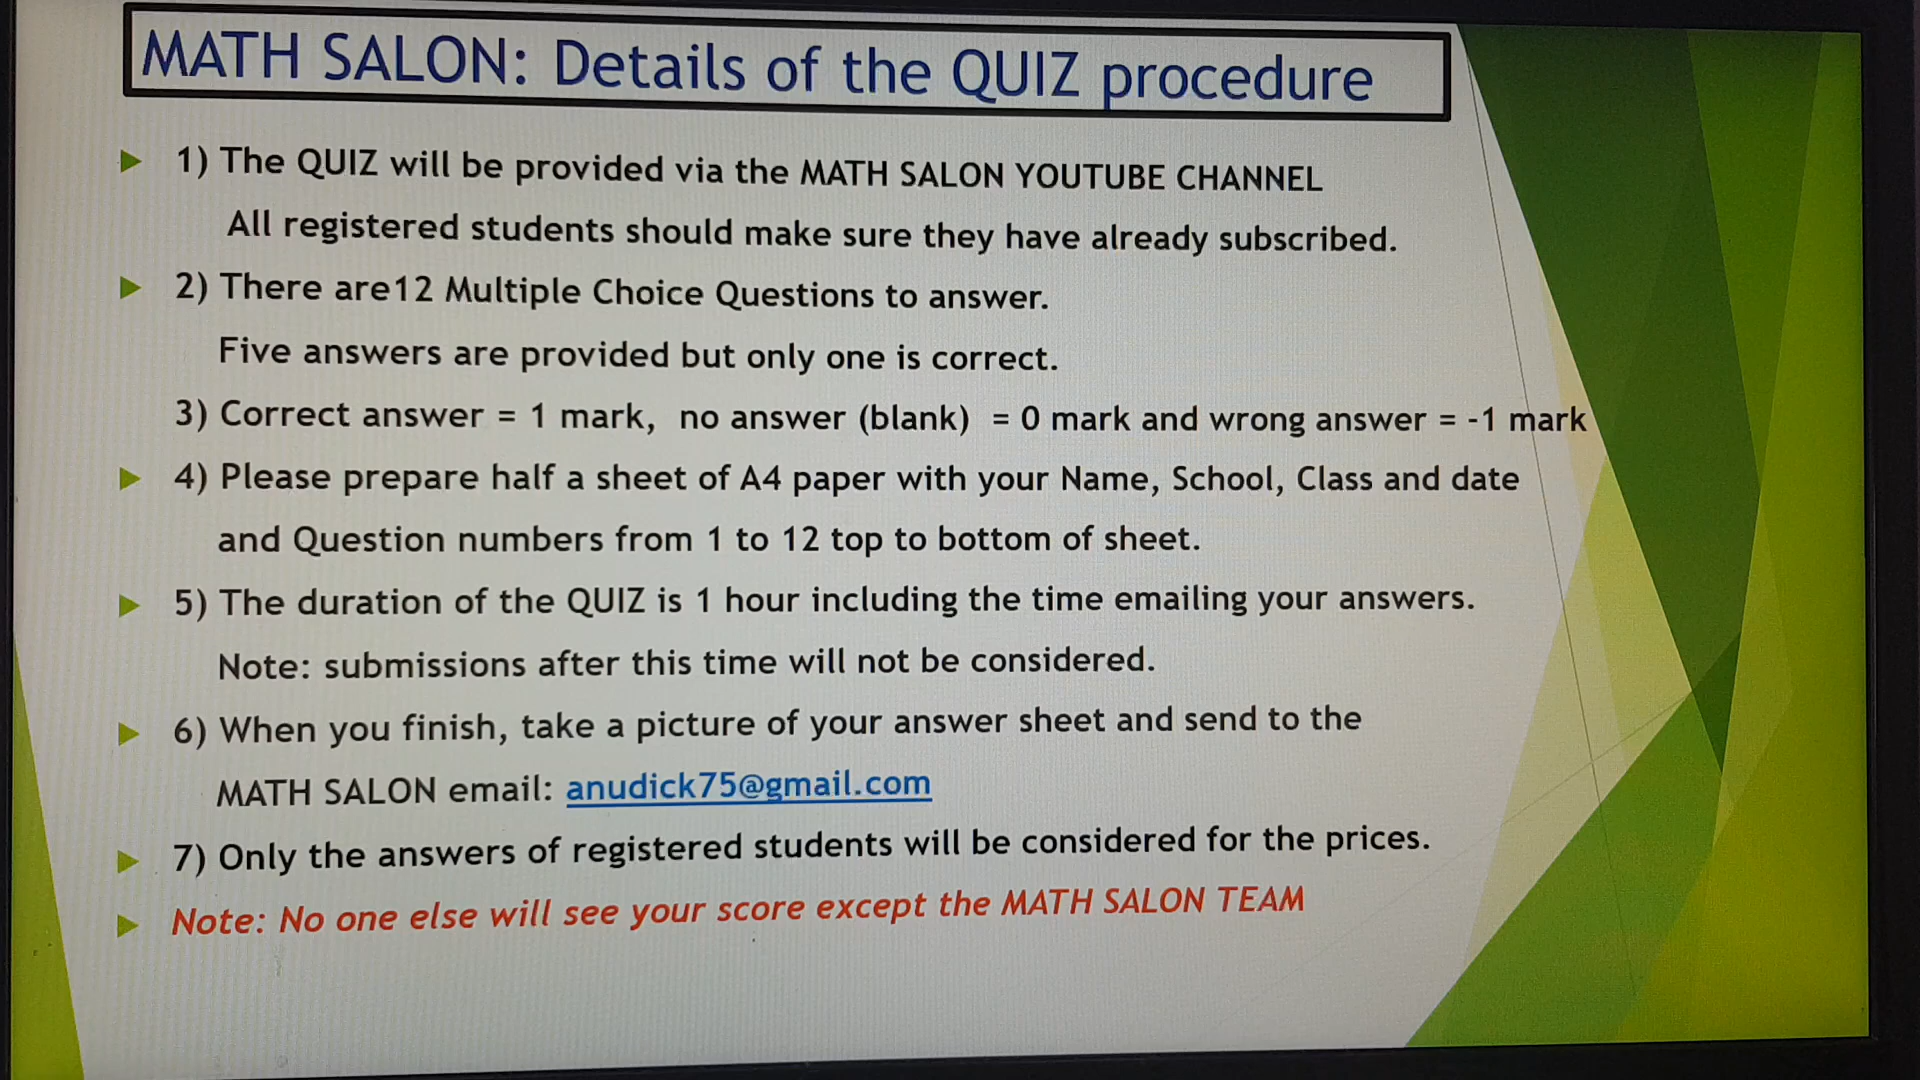 MATH SALON: Details of the QUIZ procedure
1) The QUIZ will be provided via the MATH SALON YOUTUBE CHANNEL
All registered students should make sure they have already subscribed.
2) There are12 Multiple Choice Questions to answer.
Five answers are provided but only one is correct.
3) Correct answer = 1 mark, no answer (blank) = 0 mark and wrong answer = -1 mark
4) Please prepare half a sheet of A4 paper with your Name, School, Class and date
and Question numbers from 1 to 12 top to bottom of sheet.
5) The duration of the QUIZ is 1 hour including the time emailing your answers.
Note: submissions after this time will not be considered.
6) When you finish, take a picture of your answer sheet and send to the
MATH SALON email: anudick75@gmail.com
7) Only the answers of registered students will be considered for the prices.
Note: No one else will see your score except the MATH SALON TEAM